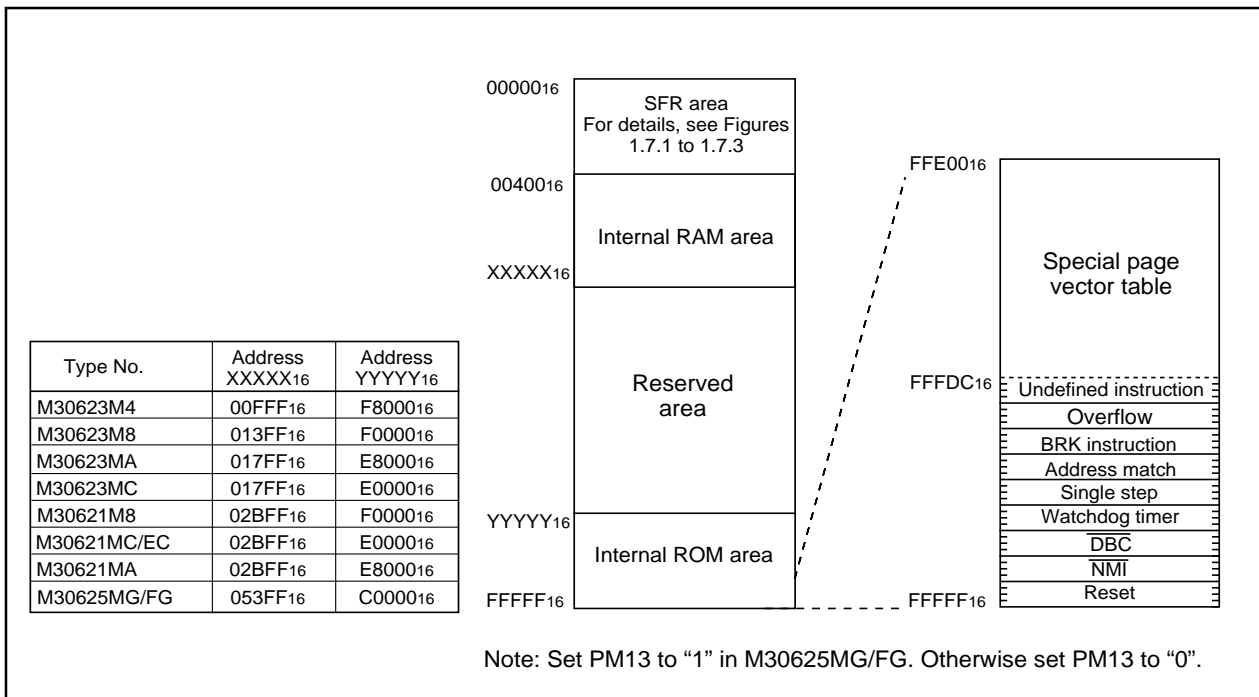 0000016
SFR area
For details, see Figures
1.7.1 to 1.7.3
0040016
Internal RAM area
XXXXX16
Reserved
area
YYYYY16
Internal ROM area
FFFFF16
FFE0016
Special page
vector table
FFFDC16
Undefined instruction
Overflow
BRK instruction
Address match
Single step
Watchdog timer
DBC
NMI
Reset
FFFFF16
Type No. Address XXXXX16 Address YYYYY16
M30623M4 00FFF16 F800016
M30623M8 013FF16 F000016
M30623MA 017FF16 E800016
M30623MC 017FF16 E000016
M30621M8 02BFF16 F000016
M30621MC/EC 02BFF16 E000016
M30621MA 02BFF16 E800016
M30625MG/FG 053FF16 C000016
Note: Set PM13 to “1” in M30625MG/FG. Otherwise set PM13 to “0”.